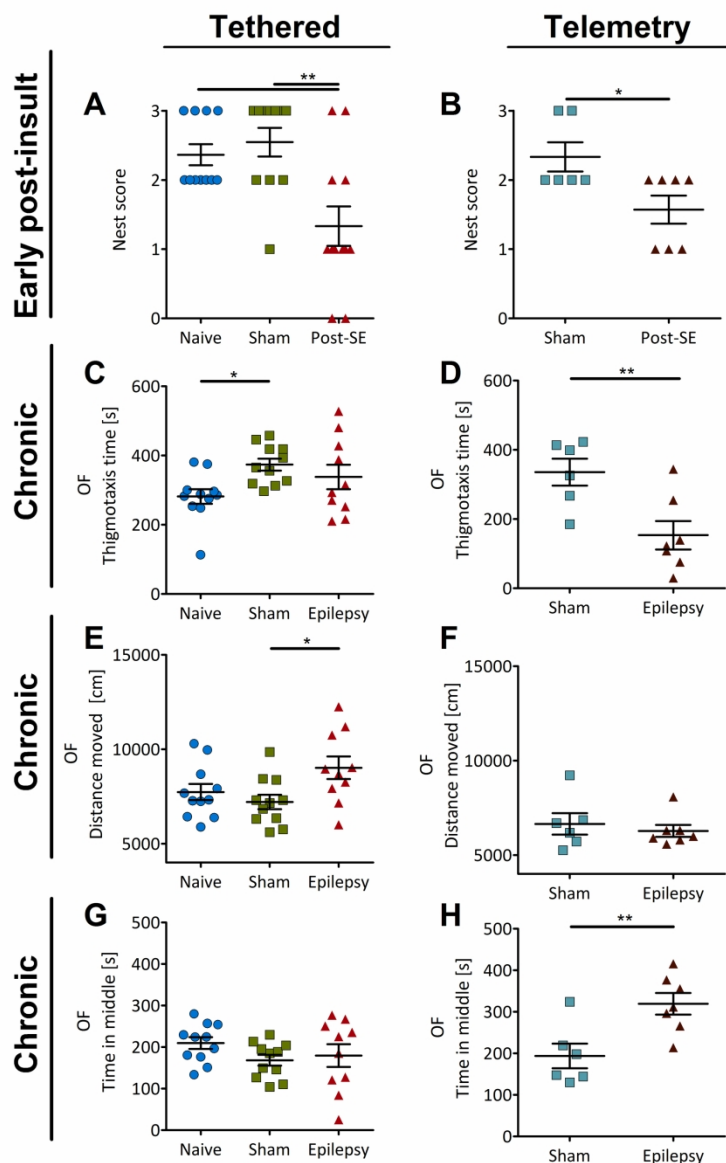 Tethered
Telemetry
Early post-insult
A
**
3
2
1
0
Nest score
Naive
Sham
Post-SE
B
*
3
2
1
0
Nest score
Sham
Post-SE
Chronic
C
*
600
400
200
0
OF
Thigmotaxis time [s]
Naive
Sham
Epilepsy
D
**
600
400
200
0
OF
Thigmotaxis time [s]
Sham
Epilepsy
Chronic
E
*
15000
10000
5000
OF
Distance moved [cm]
Naive
Sham
Epilepsy
F
15000
10000
5000
OF
Distance moved [cm]
Sham
Epilepsy
Chronic
G
500
400
300
200
100
0
OF
Time in middle [s]
Naive
Sham
Epilepsy
H
**
500
400
300
200
100
0
OF
Time in middle [s]
Sham
Epilepsy